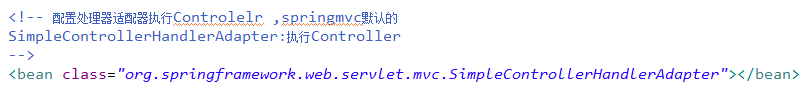 <!-- 配置处理器适配器执行Controlelr ,springmvc默认的
SimpleControllerHandlerAdapter:执行Controller
-->
<bean class="org.springframework.web.servlet.mvc.SimpleControllerHandlerAdapter"></bean>